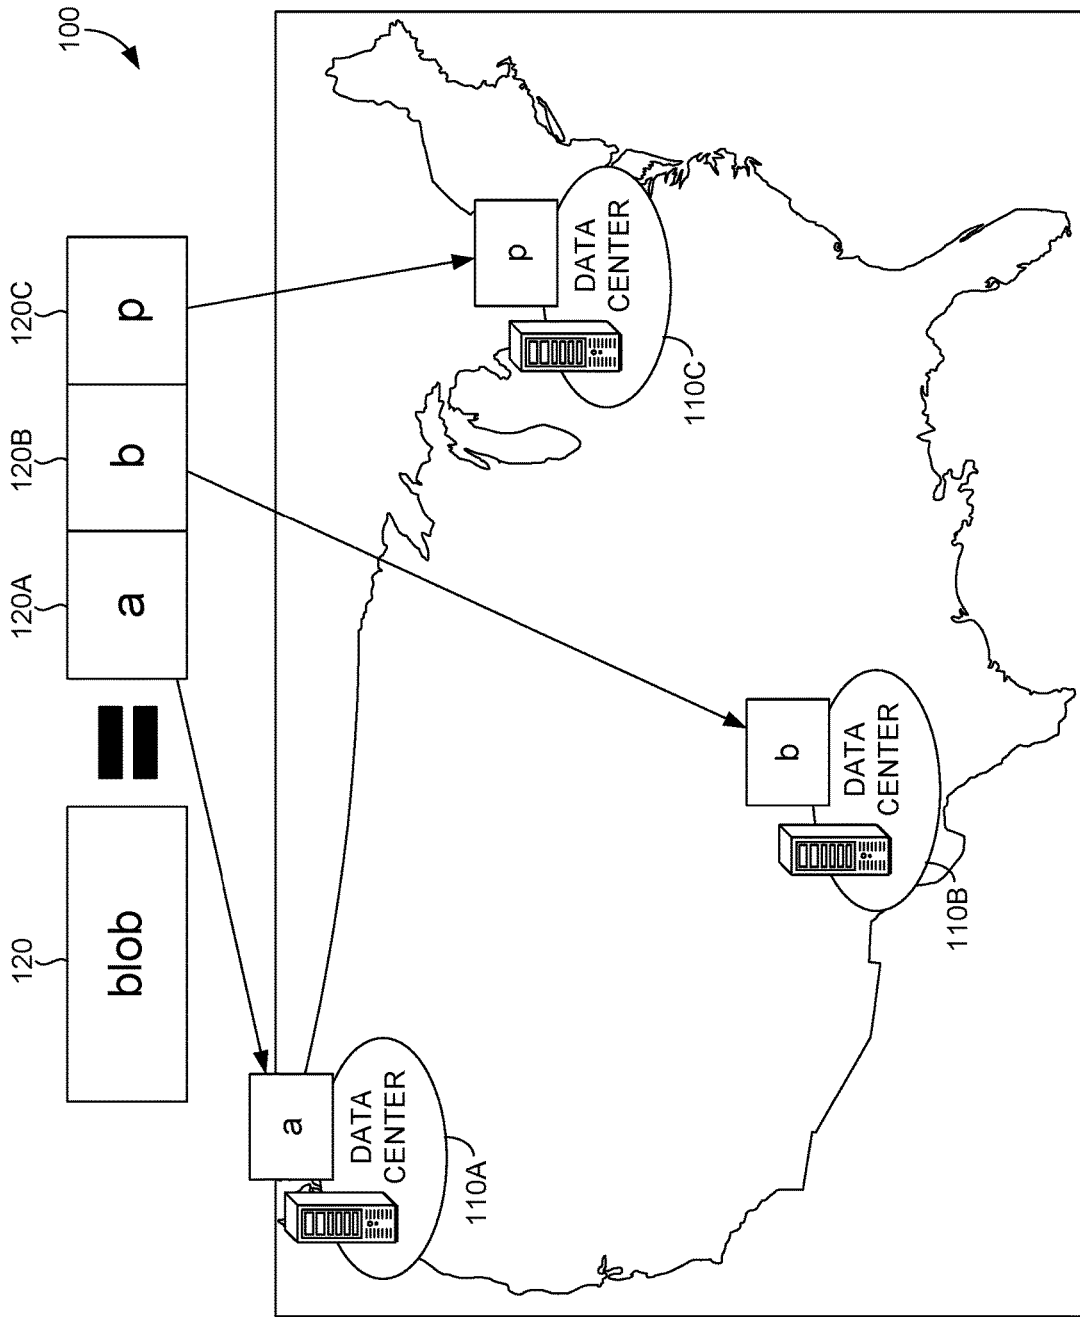 100
120
120A
120B
120C
blob
a
b
p
a
DATA
CENTER
110A
b
DATA
CENTER
110B
p
DATA
CENTER
110C